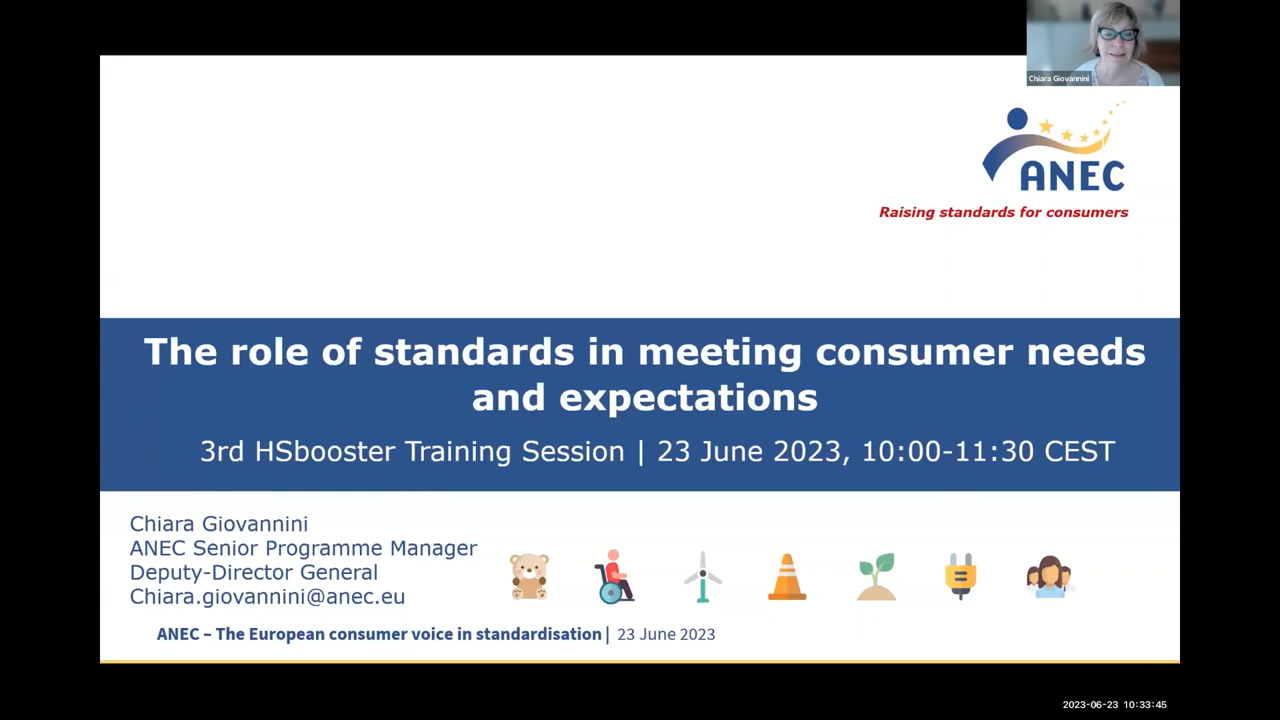 Chiara Giovannini
ANEC
Raising standards for consumers
The role of standards in meeting consumer needs
and expectations
3rd HSbooster Training Session | 23 June 2023, 10:00-11:30 CEST
Chiara Giovannini
ANEC Senior Programme Manager
Deputy-Director General
Chiara.giovannini@anec.eu
ANEC – The European consumer voice in standardisation | 23 June 2023
2023-06-23 10:33:45